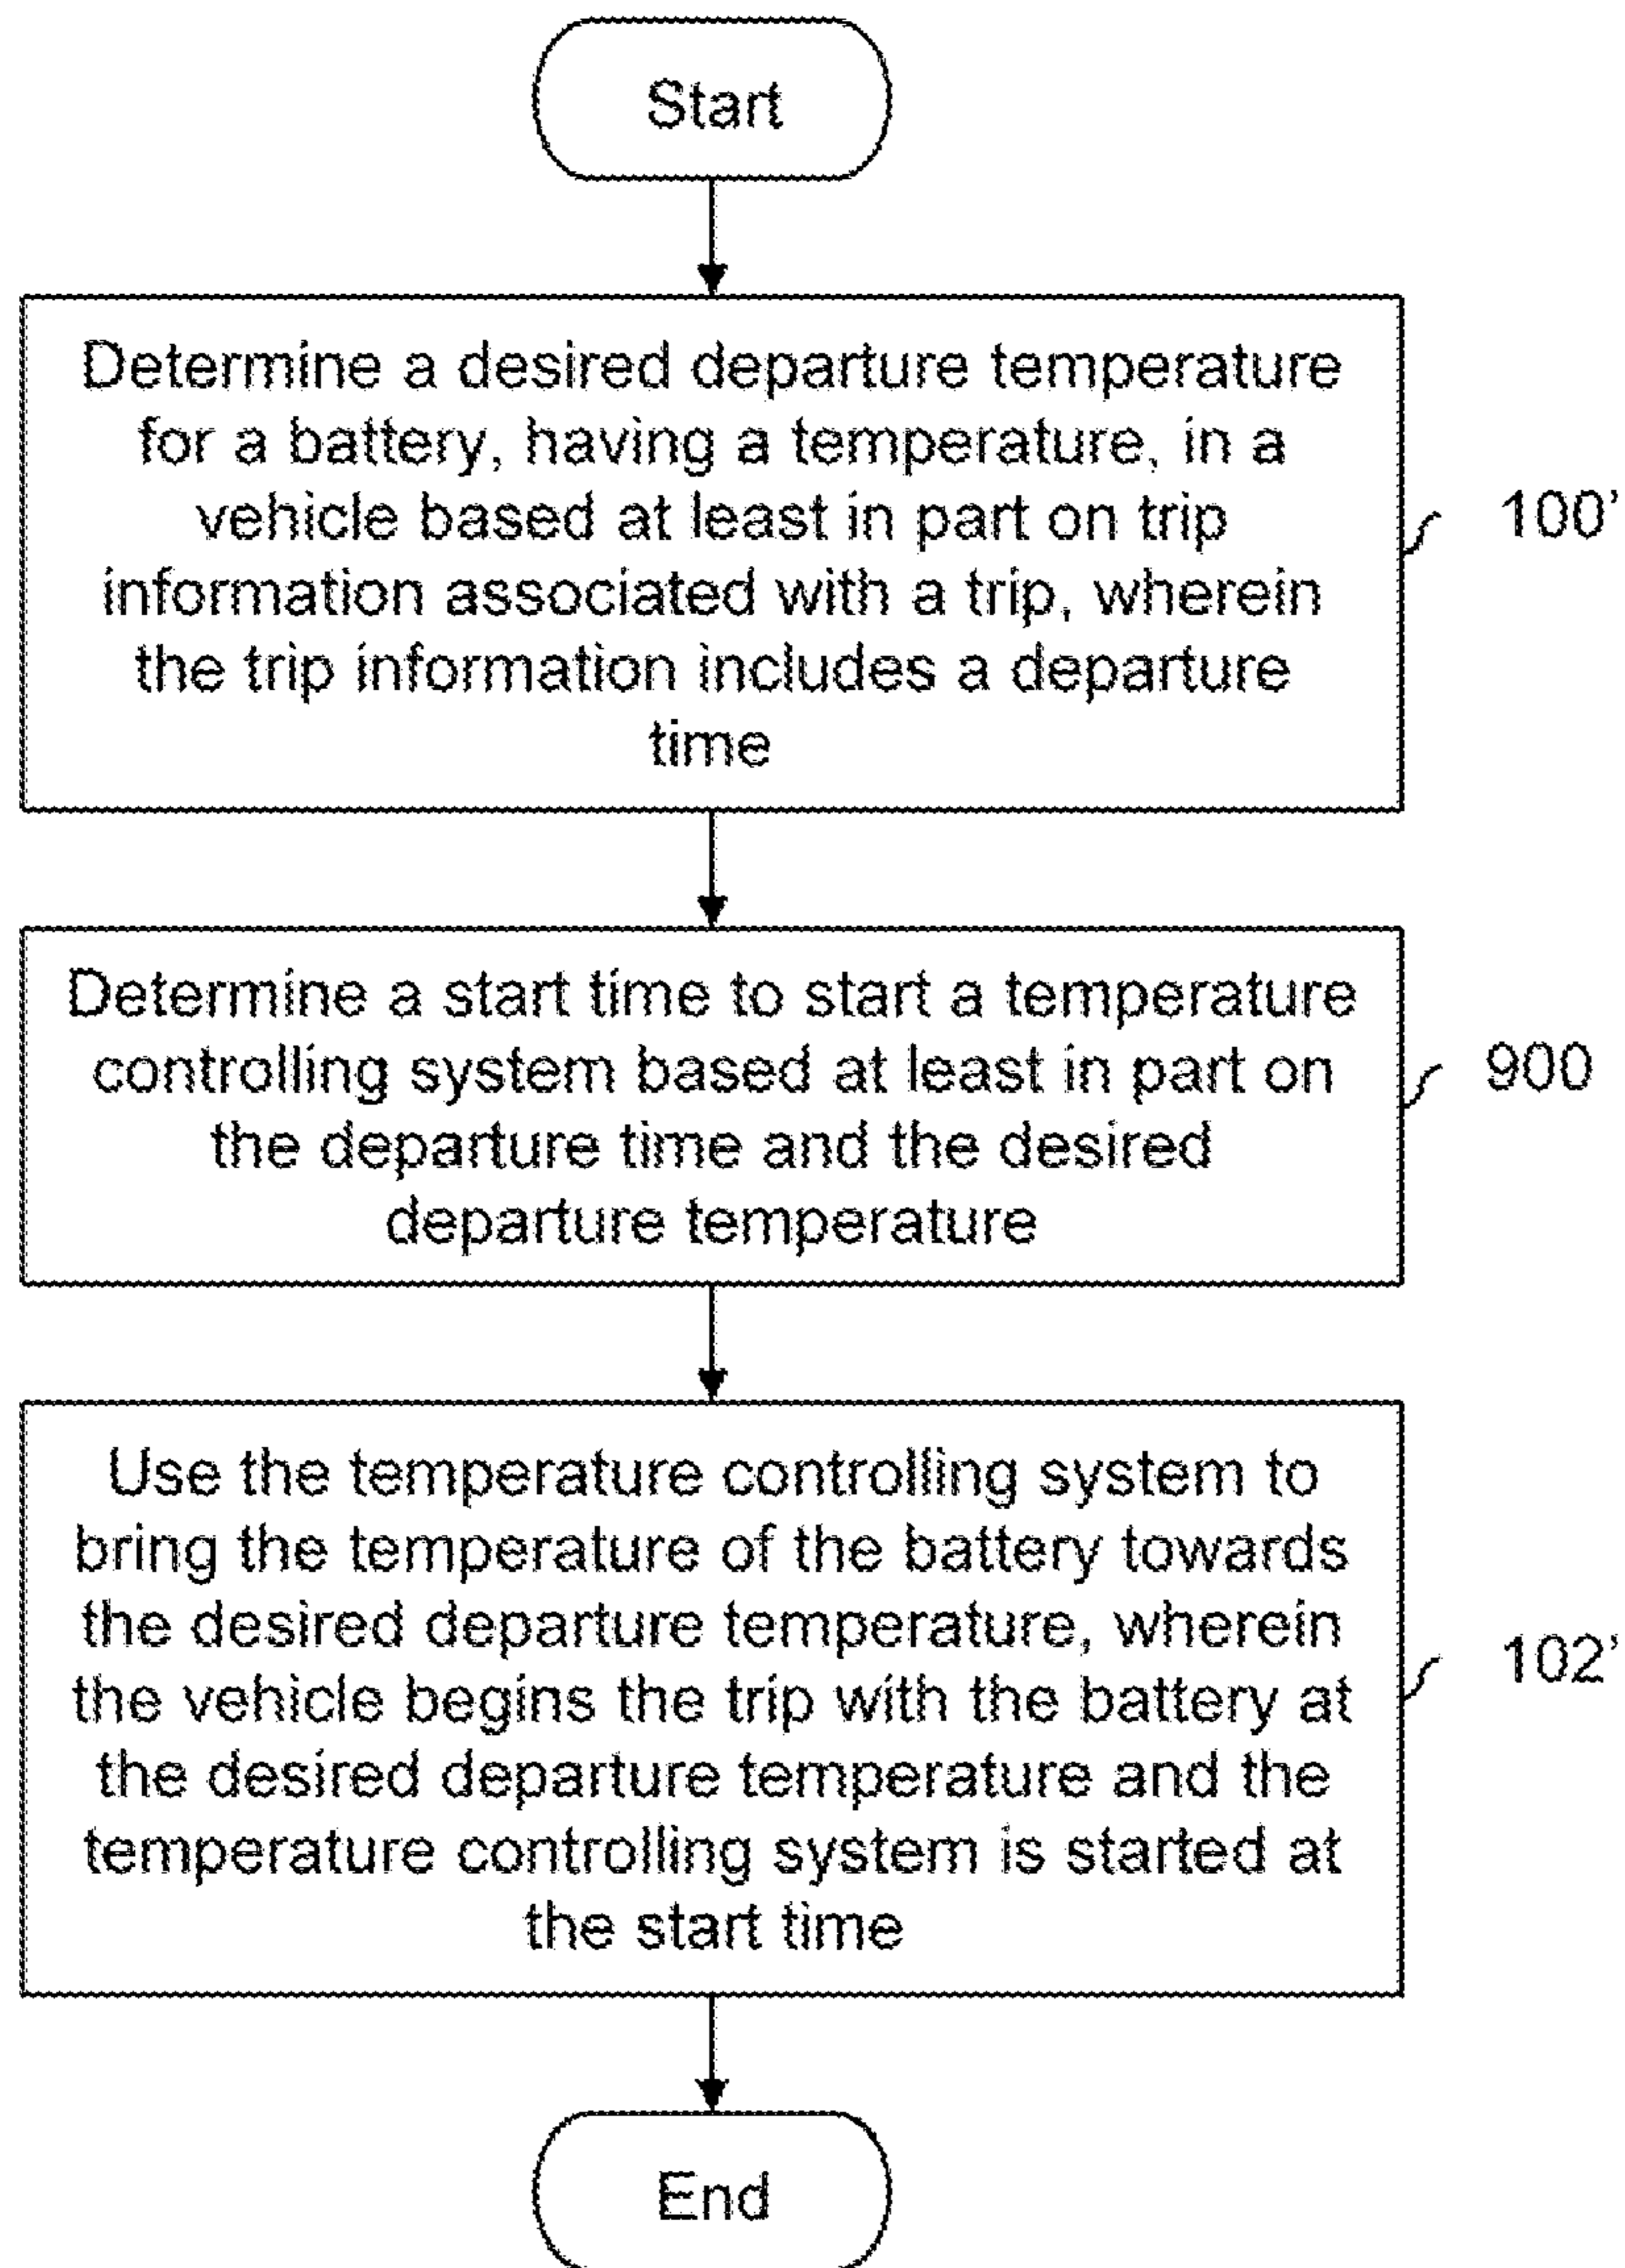 Start
Determine a desired departure temperature
for a battery, having a temperature, in a
vehicle based at least in part on trip
information associated with a trip, wherein
the trip information includes a departure
time
100'
Determine a start time to start a temperature
controlling system based at least in part on
the departure time and the desired
departure temperature
900
Use the temperature controlling system to
bring the temperature of the battery towards
the desired departure temperature, wherein
the vehicle begins the trip with the battery at
the desired departure temperature and the
temperature controlling system is started at
the start time
102'
End